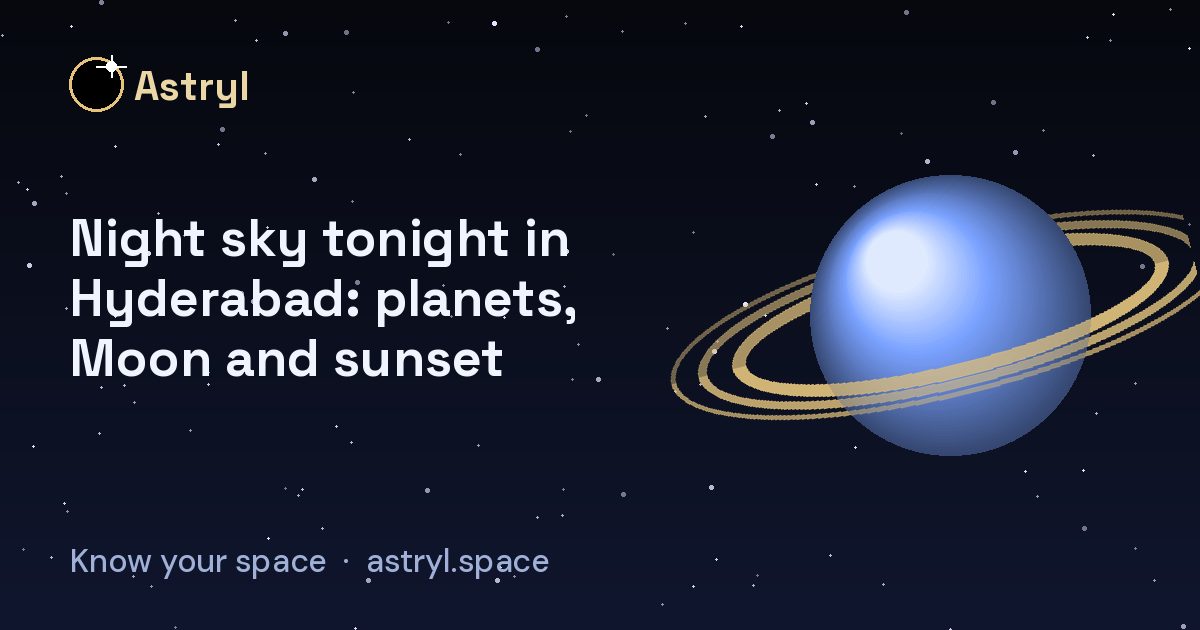 Astryl
Night sky tonight in
Hyderabad: planets,
Moon and sunset
Know your space · astryl.space